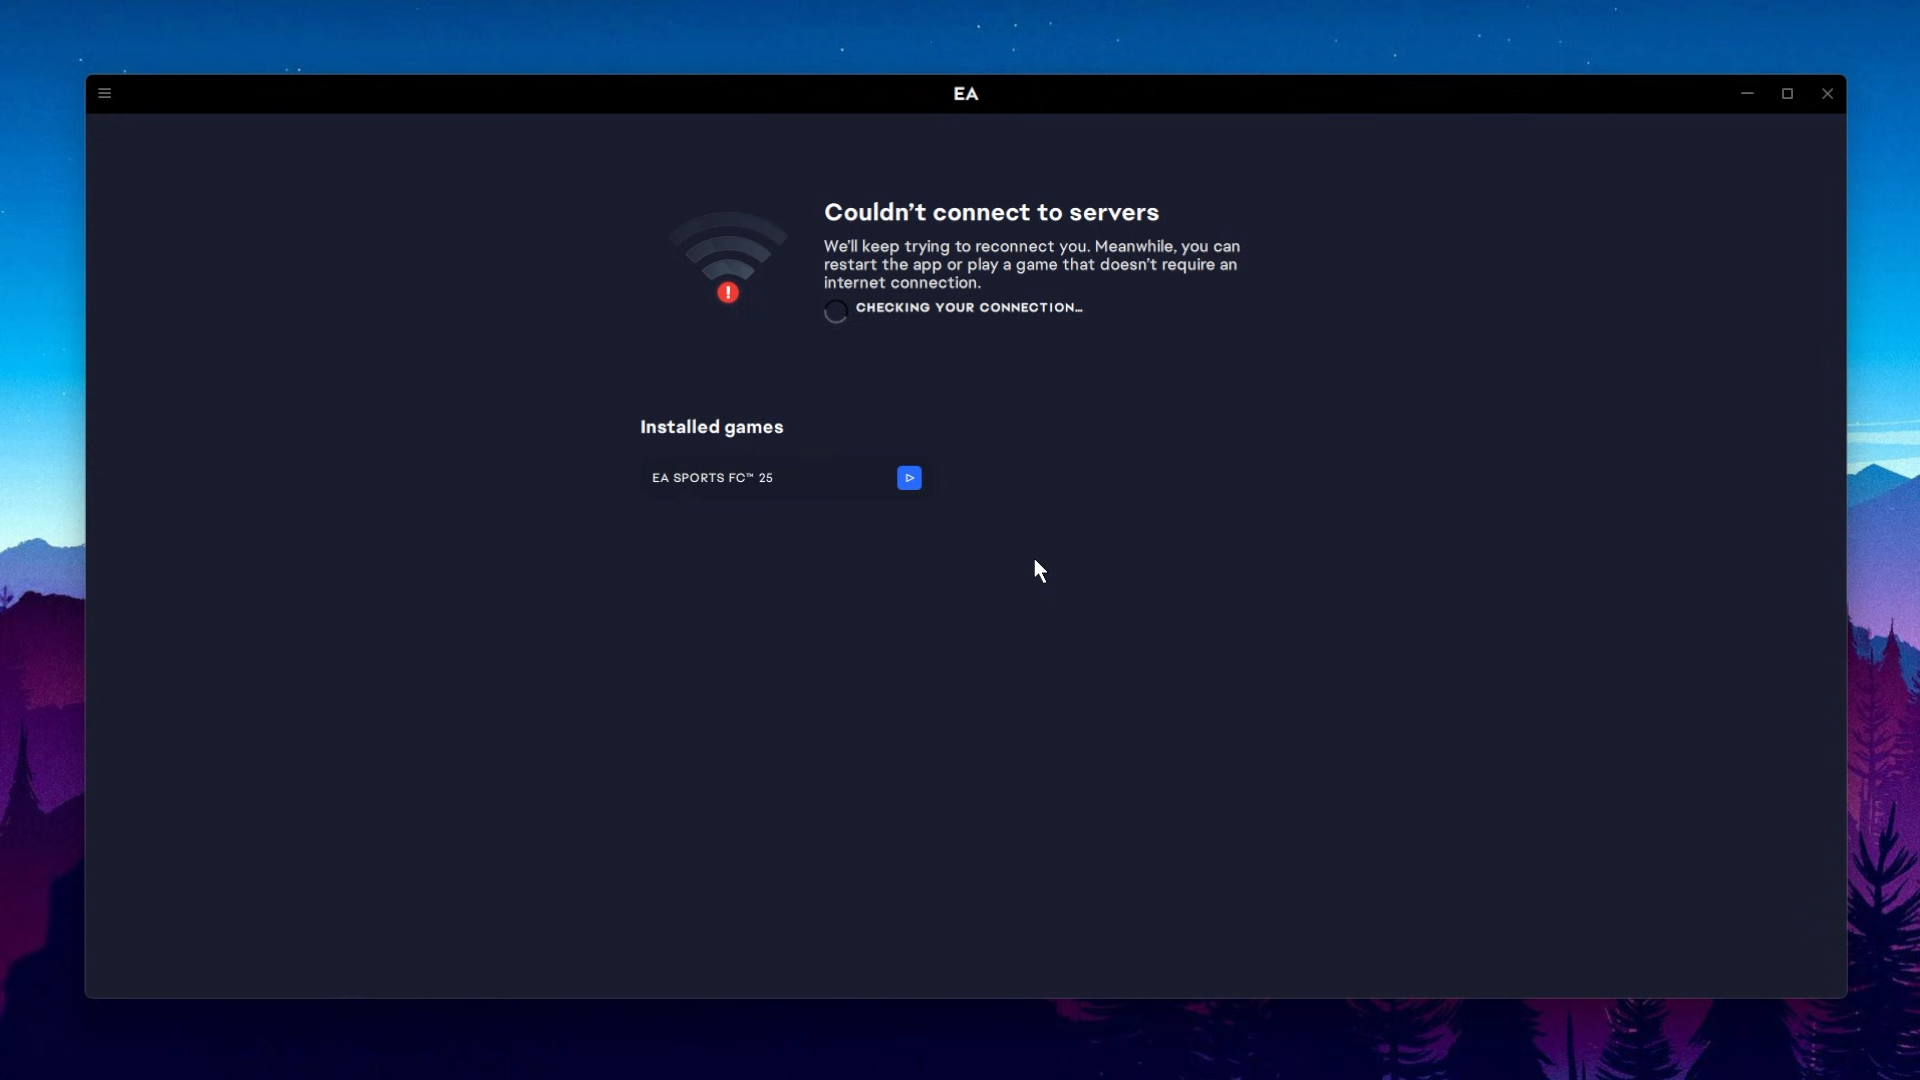 EA
Couldn’t connect to servers
We’ll keep trying to reconnect you. Meanwhile, you can
restart the app or play a game that doesn’t require an
internet connection.
CHECKING YOUR CONNECTION…
Installed games
EA SPORTS FC™ 25